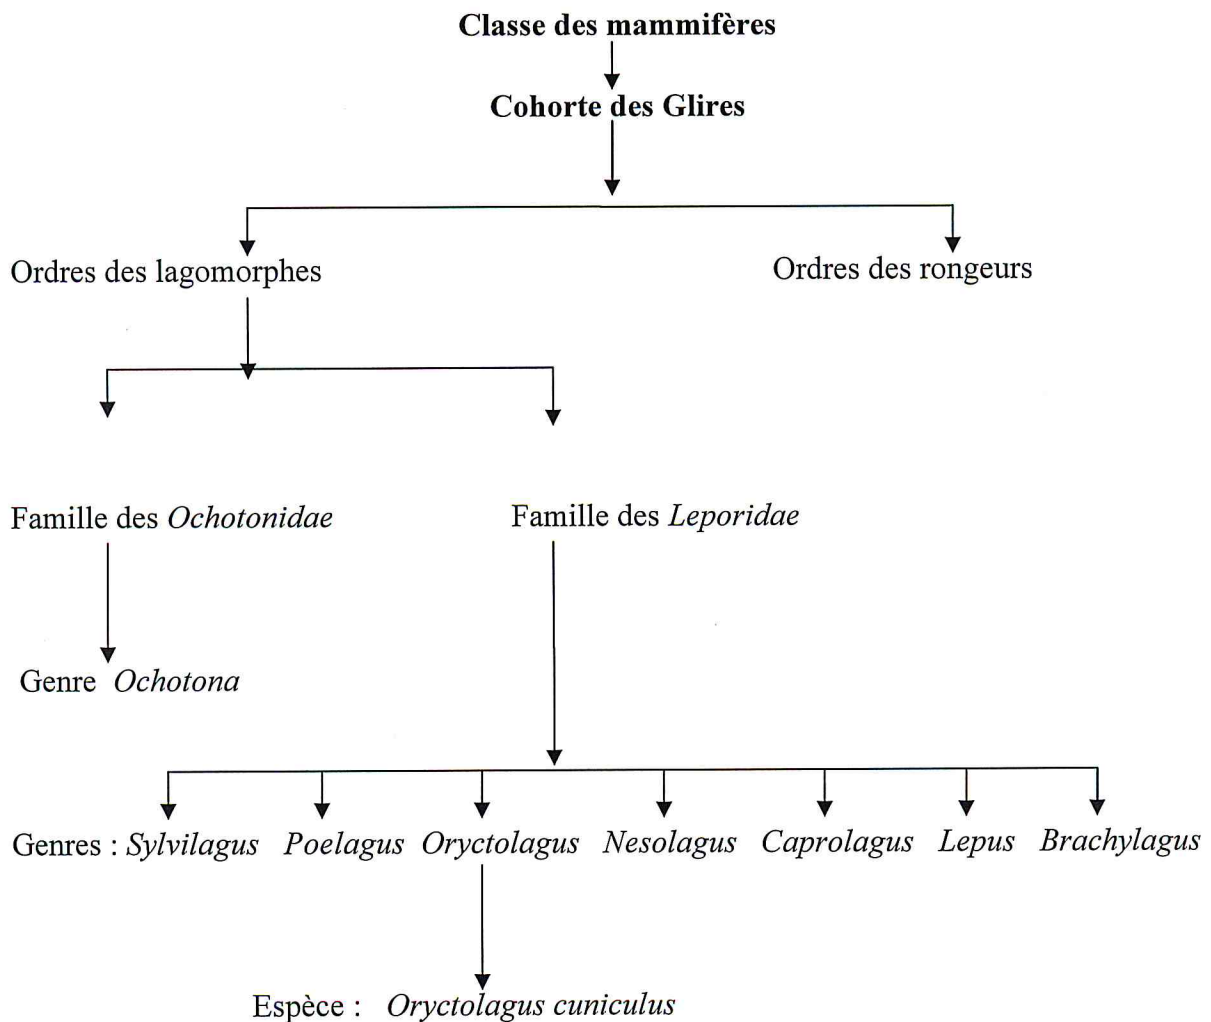 Classe des mammifères
Cohorte des Glires
Ordres des lagomorphes Ordres des rongeurs
Famille des Ochotonidae Famille des Leporidae
Genre Ochotona
Genres : Sylvilagus Poelagus Oryctolagus Nesolagus Caprolagus Lepus Brachylagus
Espèce : Oryctolagus cuniculus